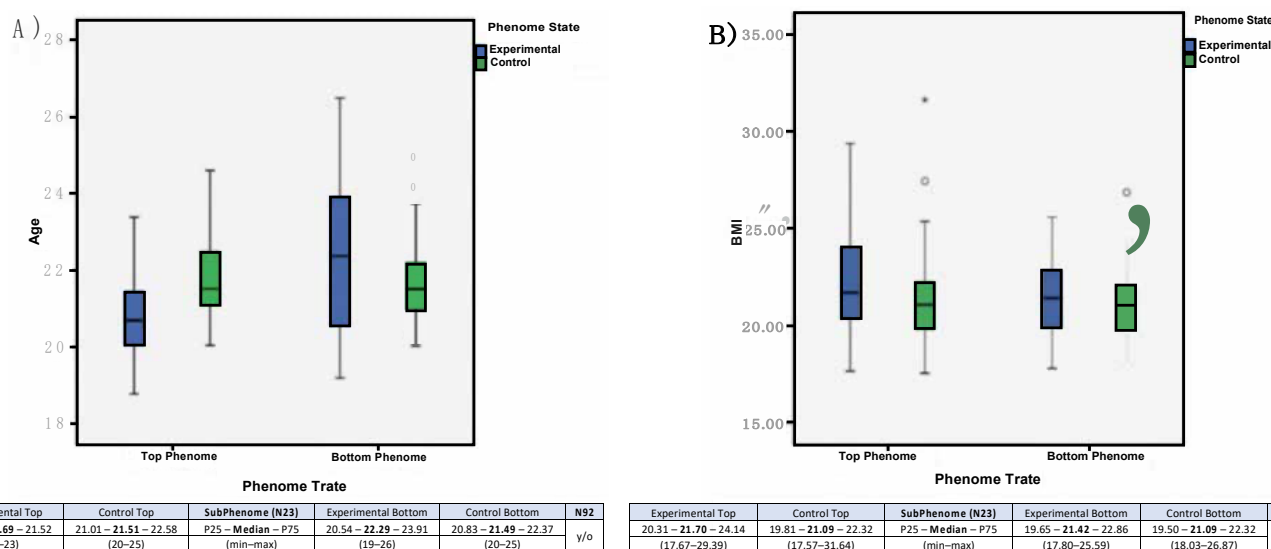 A)
Phenome State
Experimental
Control
28
26
24
22
20
18
Age
Top Phenome
Bottom Phenome
Phenome Trate
ental Top | Control Top | SubPhenome (N23) | Experimental Bottom | Control Bottom | N92
.69 – 21.52 | 21.01 – 21.51 – 22.58 | P25 – Median – P75 | 20.54 – 22.29 – 23.91 | 20.83 – 21.49 – 22.37 | y/o
–23) | (20–25) | (min–max) | (19–26) | (20–25)
B)
Phenome State
Experimental
Control
35.00
30.00
25.00
20.00
15.00
BMI
Top Phenome
Bottom Phenome
Phenome Trate
Experimental Top | Control Top | SubPhenome (N23) | Experimental Bottom | Control Bottom
20.31 – 21.70 – 24.14 | 19.81 – 21.09 – 22.32 | P25 – Median – P75 | 19.65 – 21.42 – 22.86 | 19.50 – 21.09 – 22.32
(17.67–29.39) | (17.57–31.64) | (min–max) | (17.80–25.59) | (18.03–26.87)